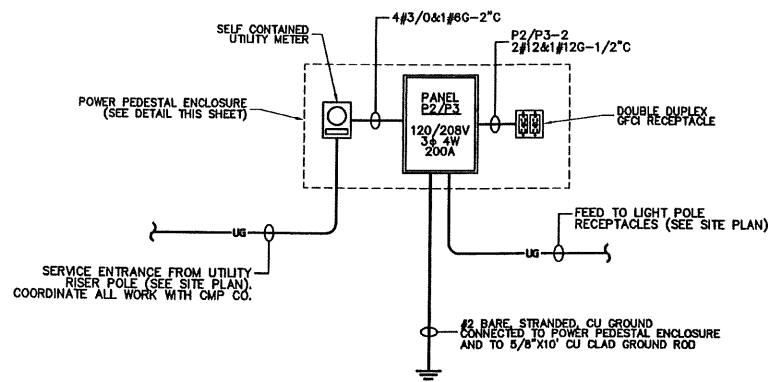 4#3/0&1#6G-2"C
SELF CONTAINED
UTILITY METER
P2/P3-2
2#12&1#12G-1/2"C
POWER PEDESTAL ENCLOSURE
(SEE DETAIL THIS SHEET)
PANEL
P2/P3
120/208V
3ϕ 4W
200A
DOUBLE DUPLEX
GFCI RECEPTACLE
UG
FEED TO LIGHT POLE
RECEPTACLES (SEE SITE PLAN)
UG
SERVICE ENTRANCE FROM UTILITY
RISER POLE (SEE SITE PLAN).
COORDINATE ALL WORK WITH CMP CO.
#2 BARE, STRANDED, CU GROUND
CONNECTED TO POWER PEDESTAL ENCLOSURE
AND TO 5/8"X10' CU CLAD GROUND ROD